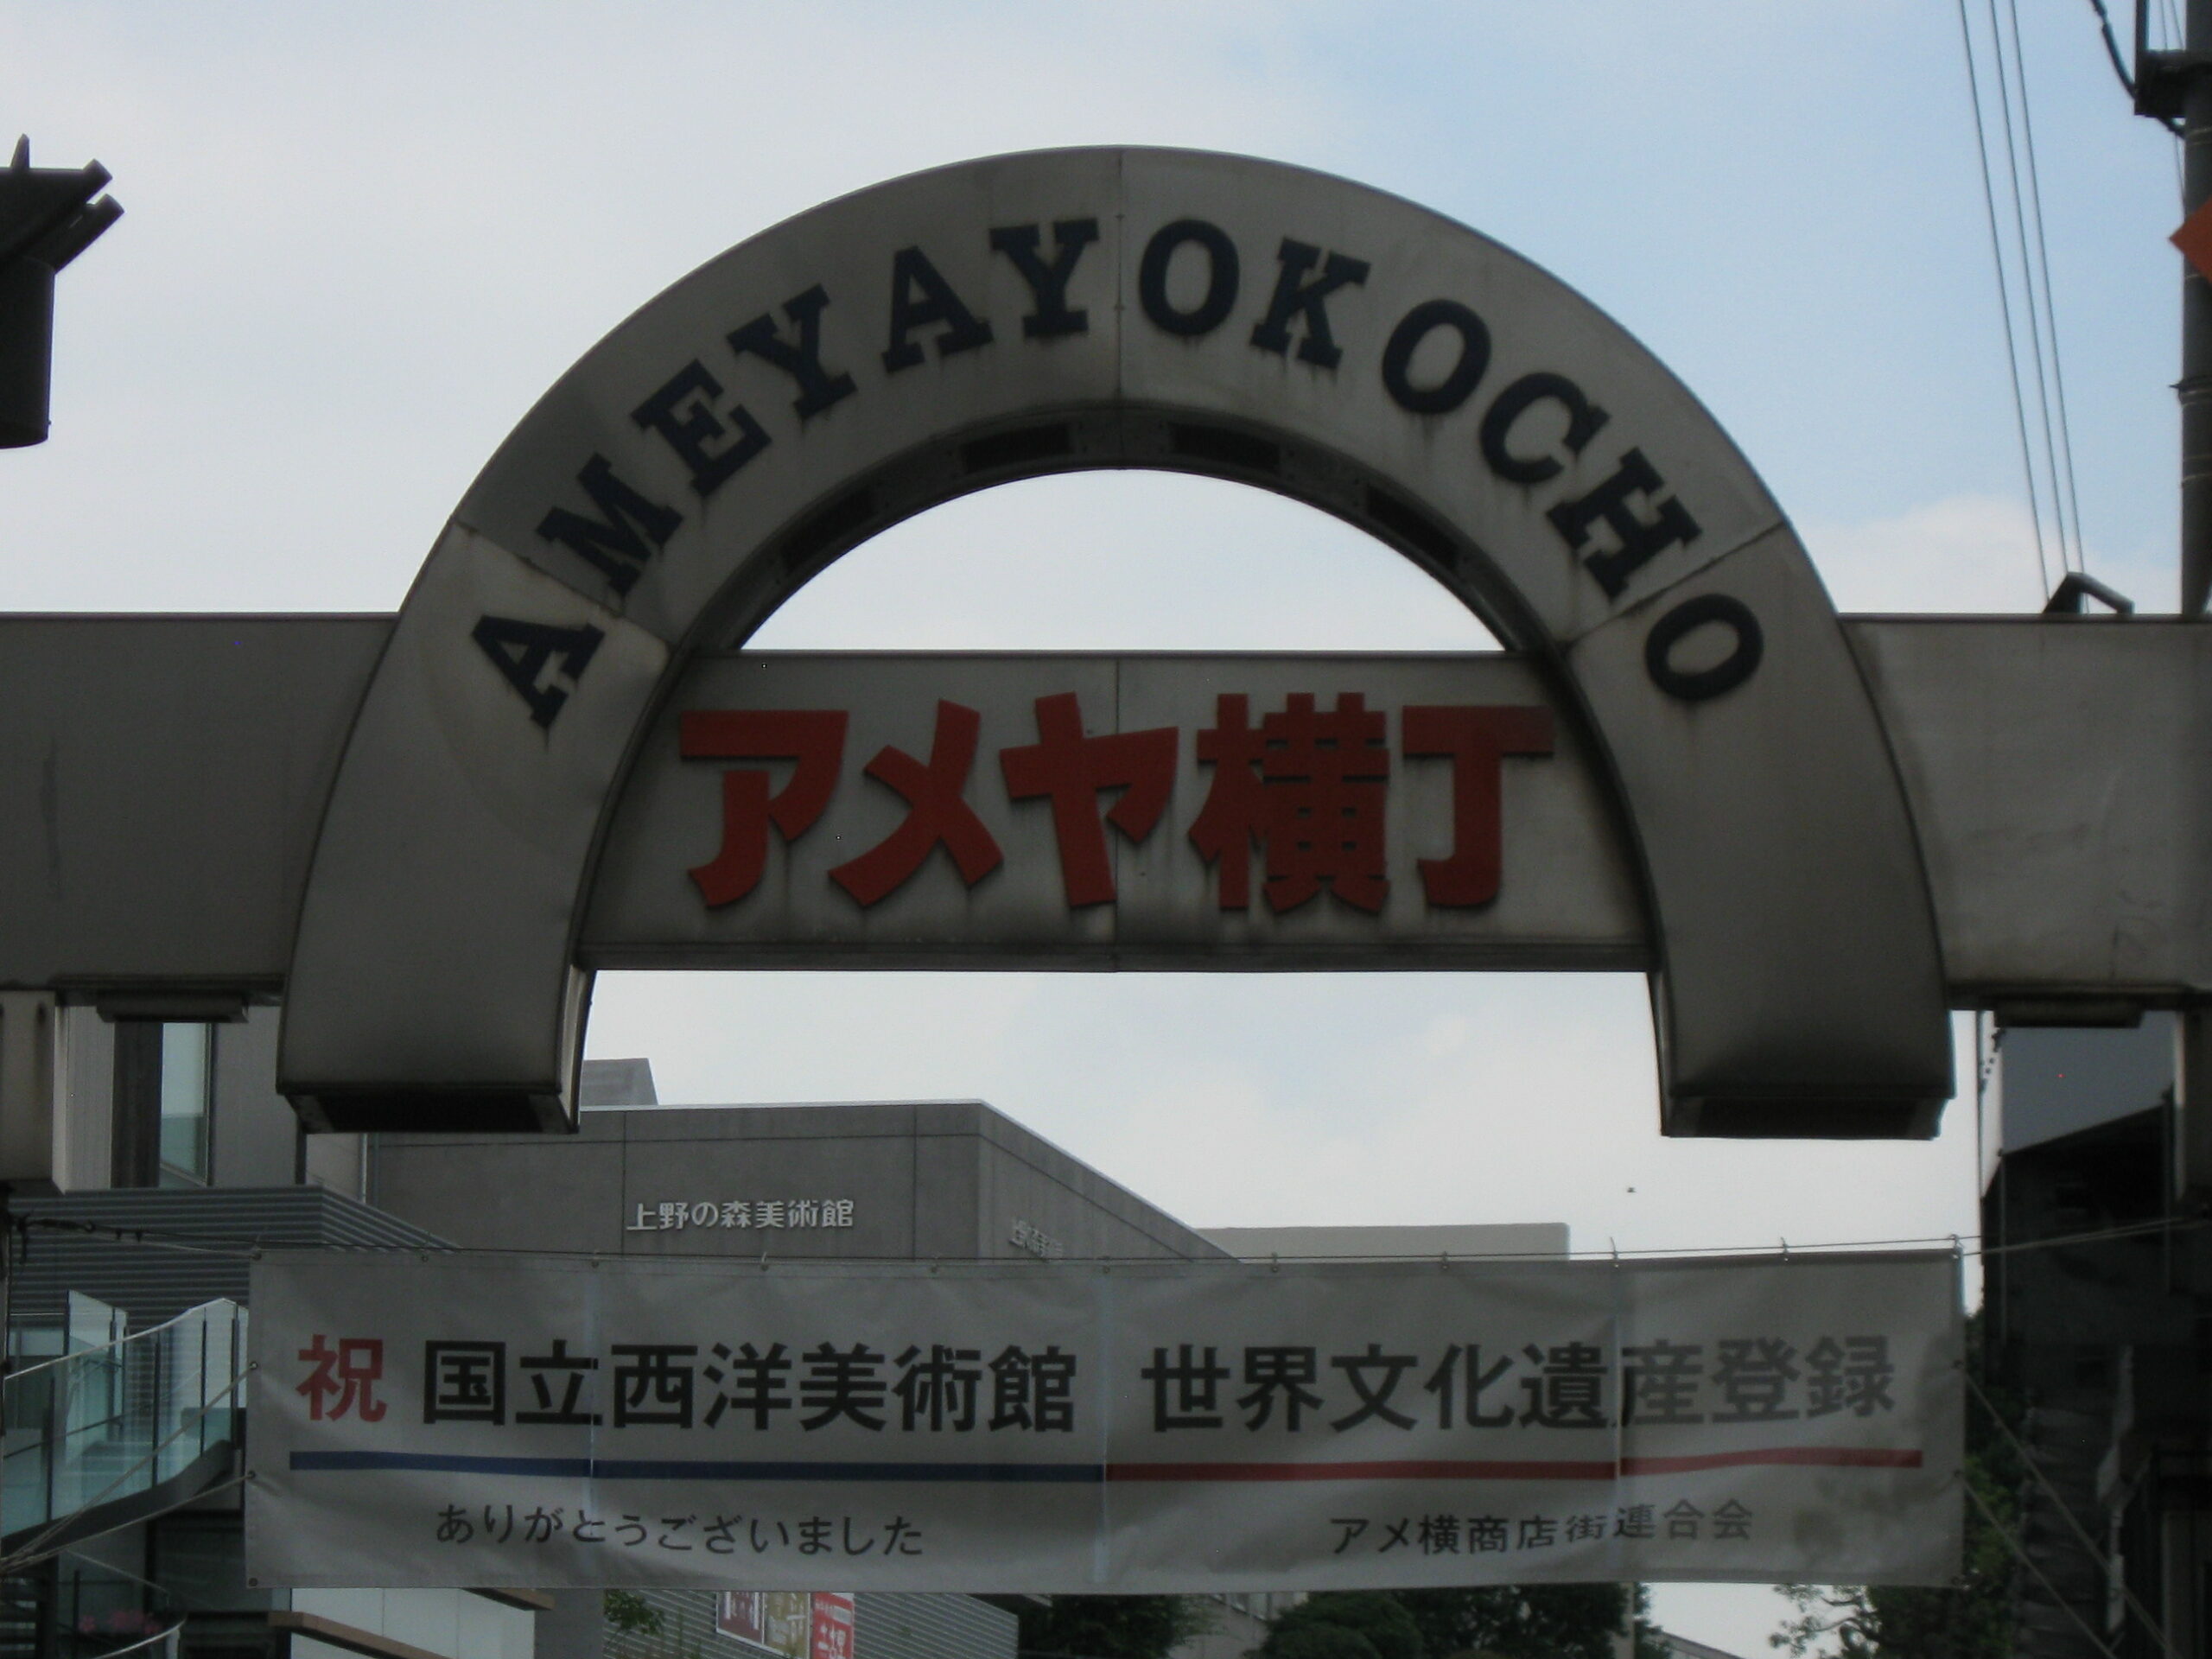 AMEYAYOKOCHO
アメヤ横丁
上野の森美術館
祝 国立西洋美術館 世界文化遺産登録
ありがとうございました
アメ横商店街連合会